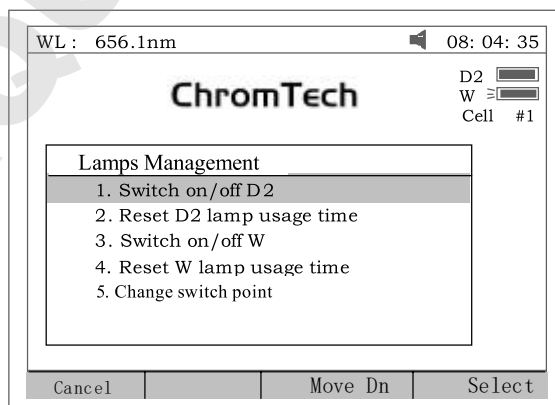 WL: 656.1nm 08: 04: 35
D2
W
Cell #1
ChromTech
Lamps Management
1. Switch on/off D2
2. Reset D2 lamp usage time
3. Switch on/off W
4. Reset W lamp usage time
5. Change switch point
Cancel Move Dn Select